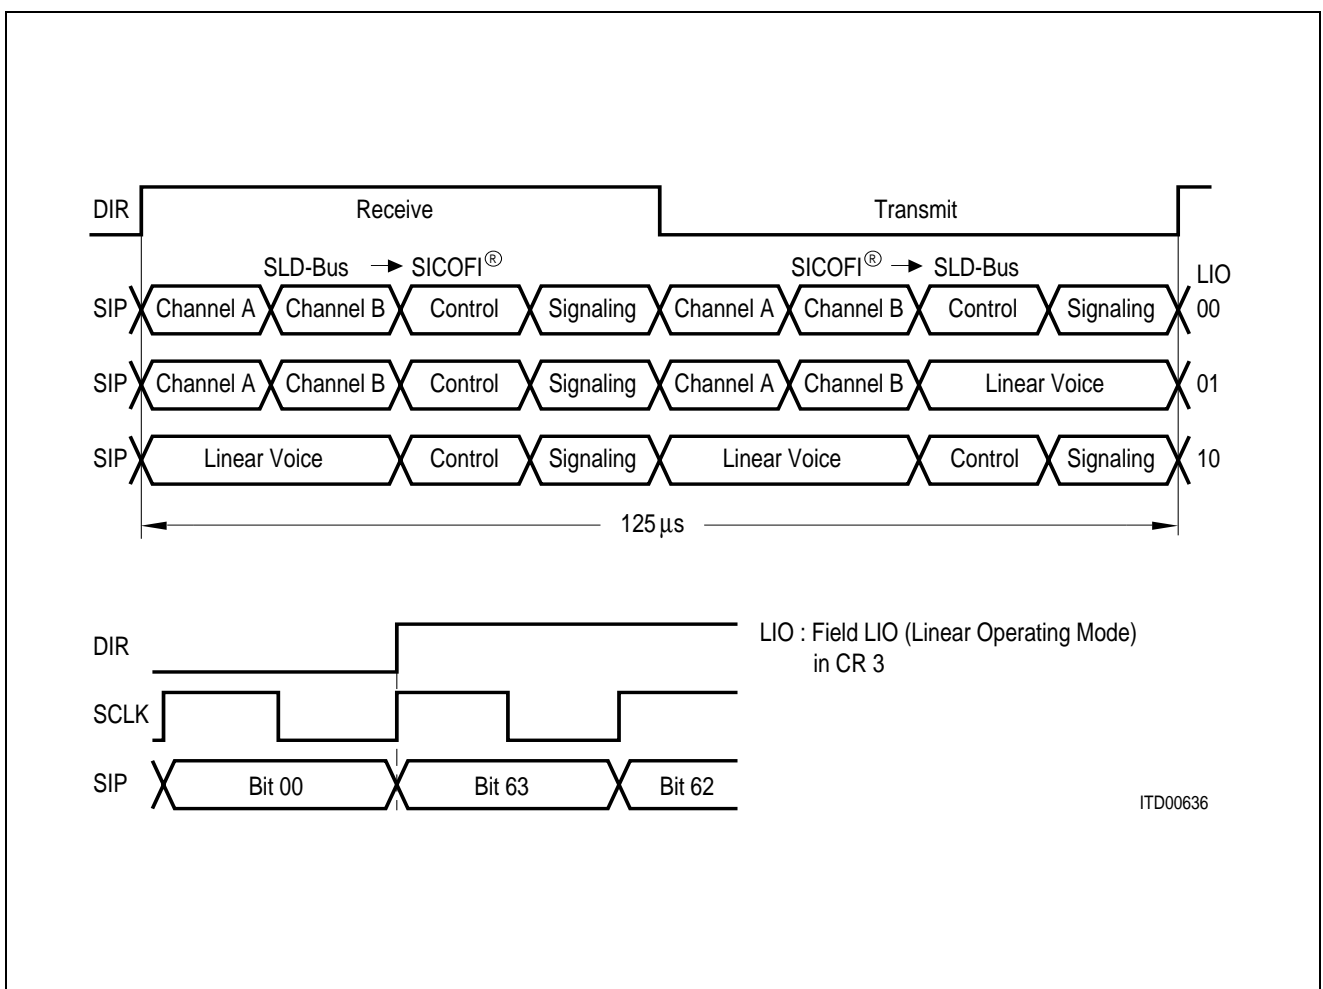 DIR Receive Transmit
SLD-Bus → SICOFI® SICOFI® → SLD-Bus LIO
SIP Channel A Channel B Control Signaling Channel A Channel B Control Signaling 00
SIP Channel A Channel B Control Signaling Channel A Channel B Linear Voice 01
SIP Linear Voice Control Signaling Linear Voice Control Signaling 10
125 µs
DIR LIO : Field LIO (Linear Operating Mode)
in CR 3
SCLK
SIP Bit 00 Bit 63 Bit 62
ITD00636